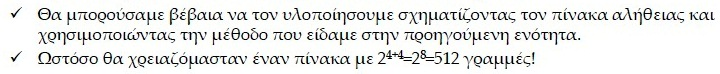 ✓ Θα μπορούσαμε βέβαια να τον υλοποιήσουμε σχηματίζοντας τον πίνακα αλήθειας και
χρησιμοποιώντας την μέθοδο που είδαμε στην προηγούμενη ενότητα.
✓ Ωστόσο θα χρειαζόμασταν έναν πίνακα με 2⁴⁺⁴=2⁸=512 γραμμές!